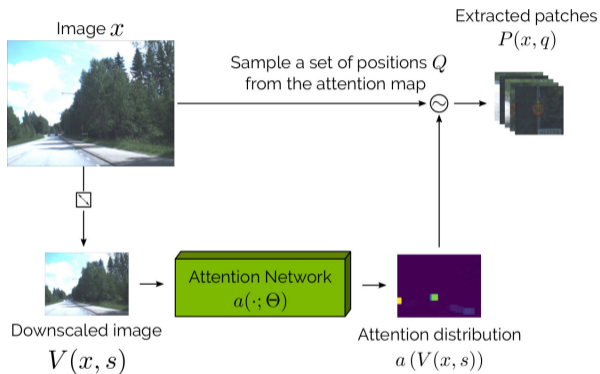 Image x
Extracted patches
P(x, q)
Sample a set of positions Q
from the attention map
Attention Network
a(·; Θ)
Downscaled image
V(x, s)
Attention distribution
a (V(x, s))